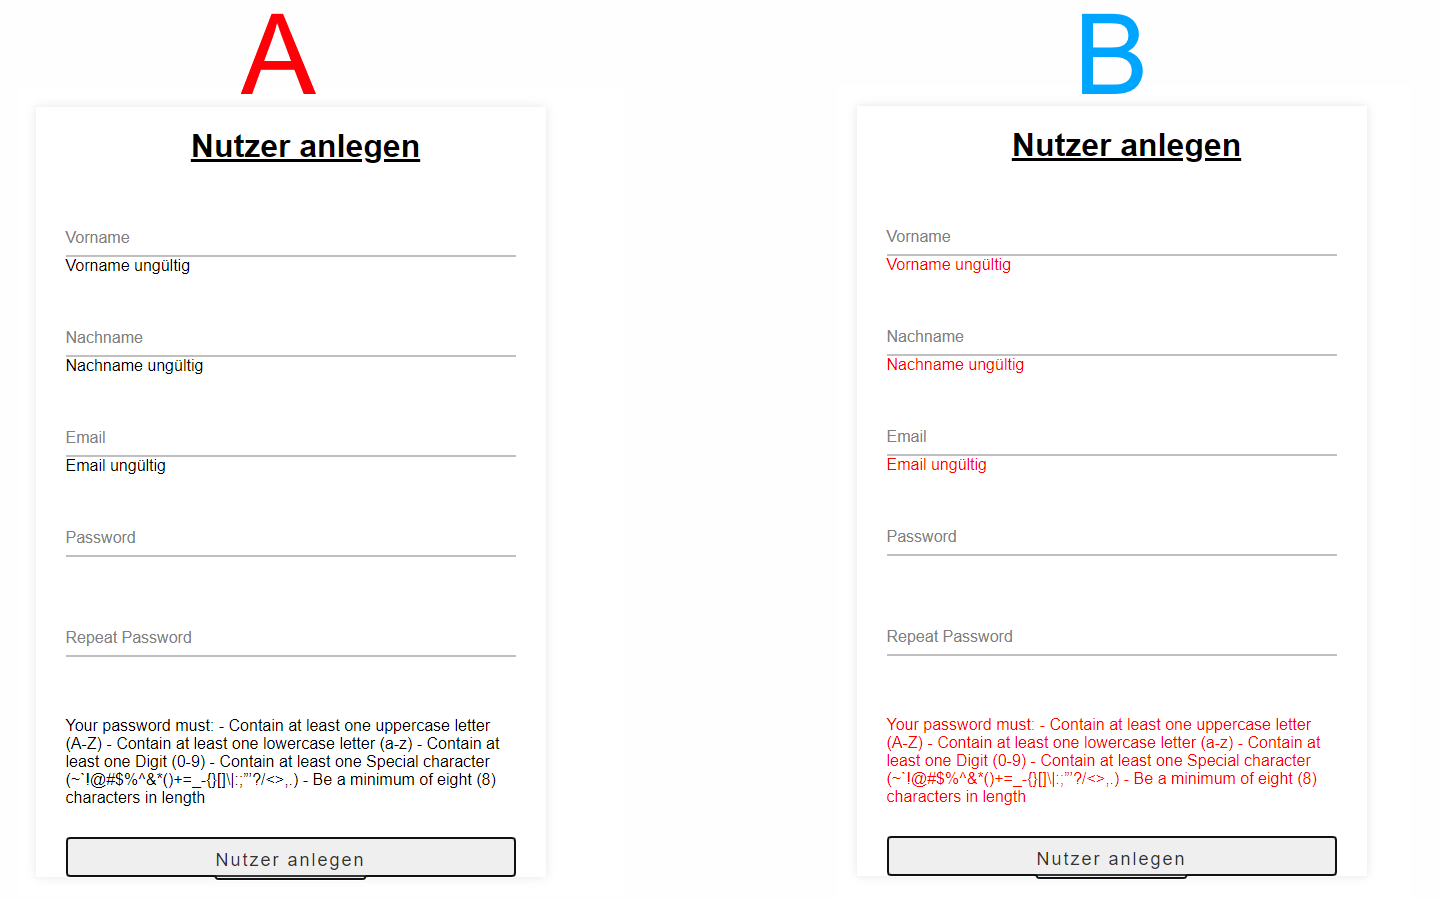 A
Nutzer anlegen
Vorname
Vorname ungültig
Nachname
Nachname ungültig
Email
Email ungültig
Password
Repeat Password
Your password must: - Contain at least one uppercase letter
(A-Z) - Contain at least one lowercase letter (a-z) - Contain at
least one Digit (0-9) - Contain at least one Special character
(~`!@#$%^&*()+=_-{}[]\|:;”’?/<>,.) - Be a minimum of eight (8)
characters in length
Nutzer anlegen
B
Nutzer anlegen
Vorname
Vorname ungültig
Nachname
Nachname ungültig
Email
Email ungültig
Password
Repeat Password
Your password must: - Contain at least one uppercase letter
(A-Z) - Contain at least one lowercase letter (a-z) - Contain at
least one Digit (0-9) - Contain at least one Special character
(~`!@#$%^&*()+=_-{}[]\|:;”’?/<>,.) - Be a minimum of eight (8)
characters in length
Nutzer anlegen